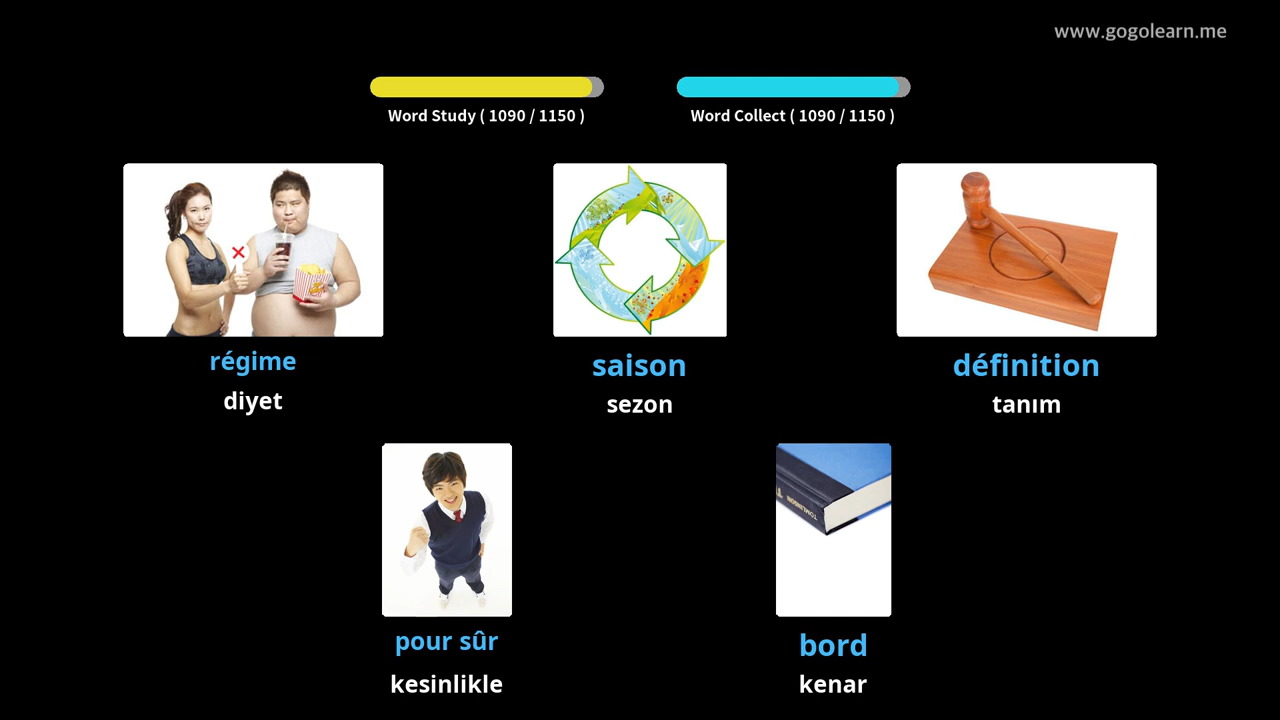 www.gogolearn.me
Word Study ( 1090 / 1150 )
Word Collect ( 1090 / 1150 )
régime
diyet
saison
sezon
définition
tanım
TOMLINSON
pour sûr
kesinlikle
bord
kenar